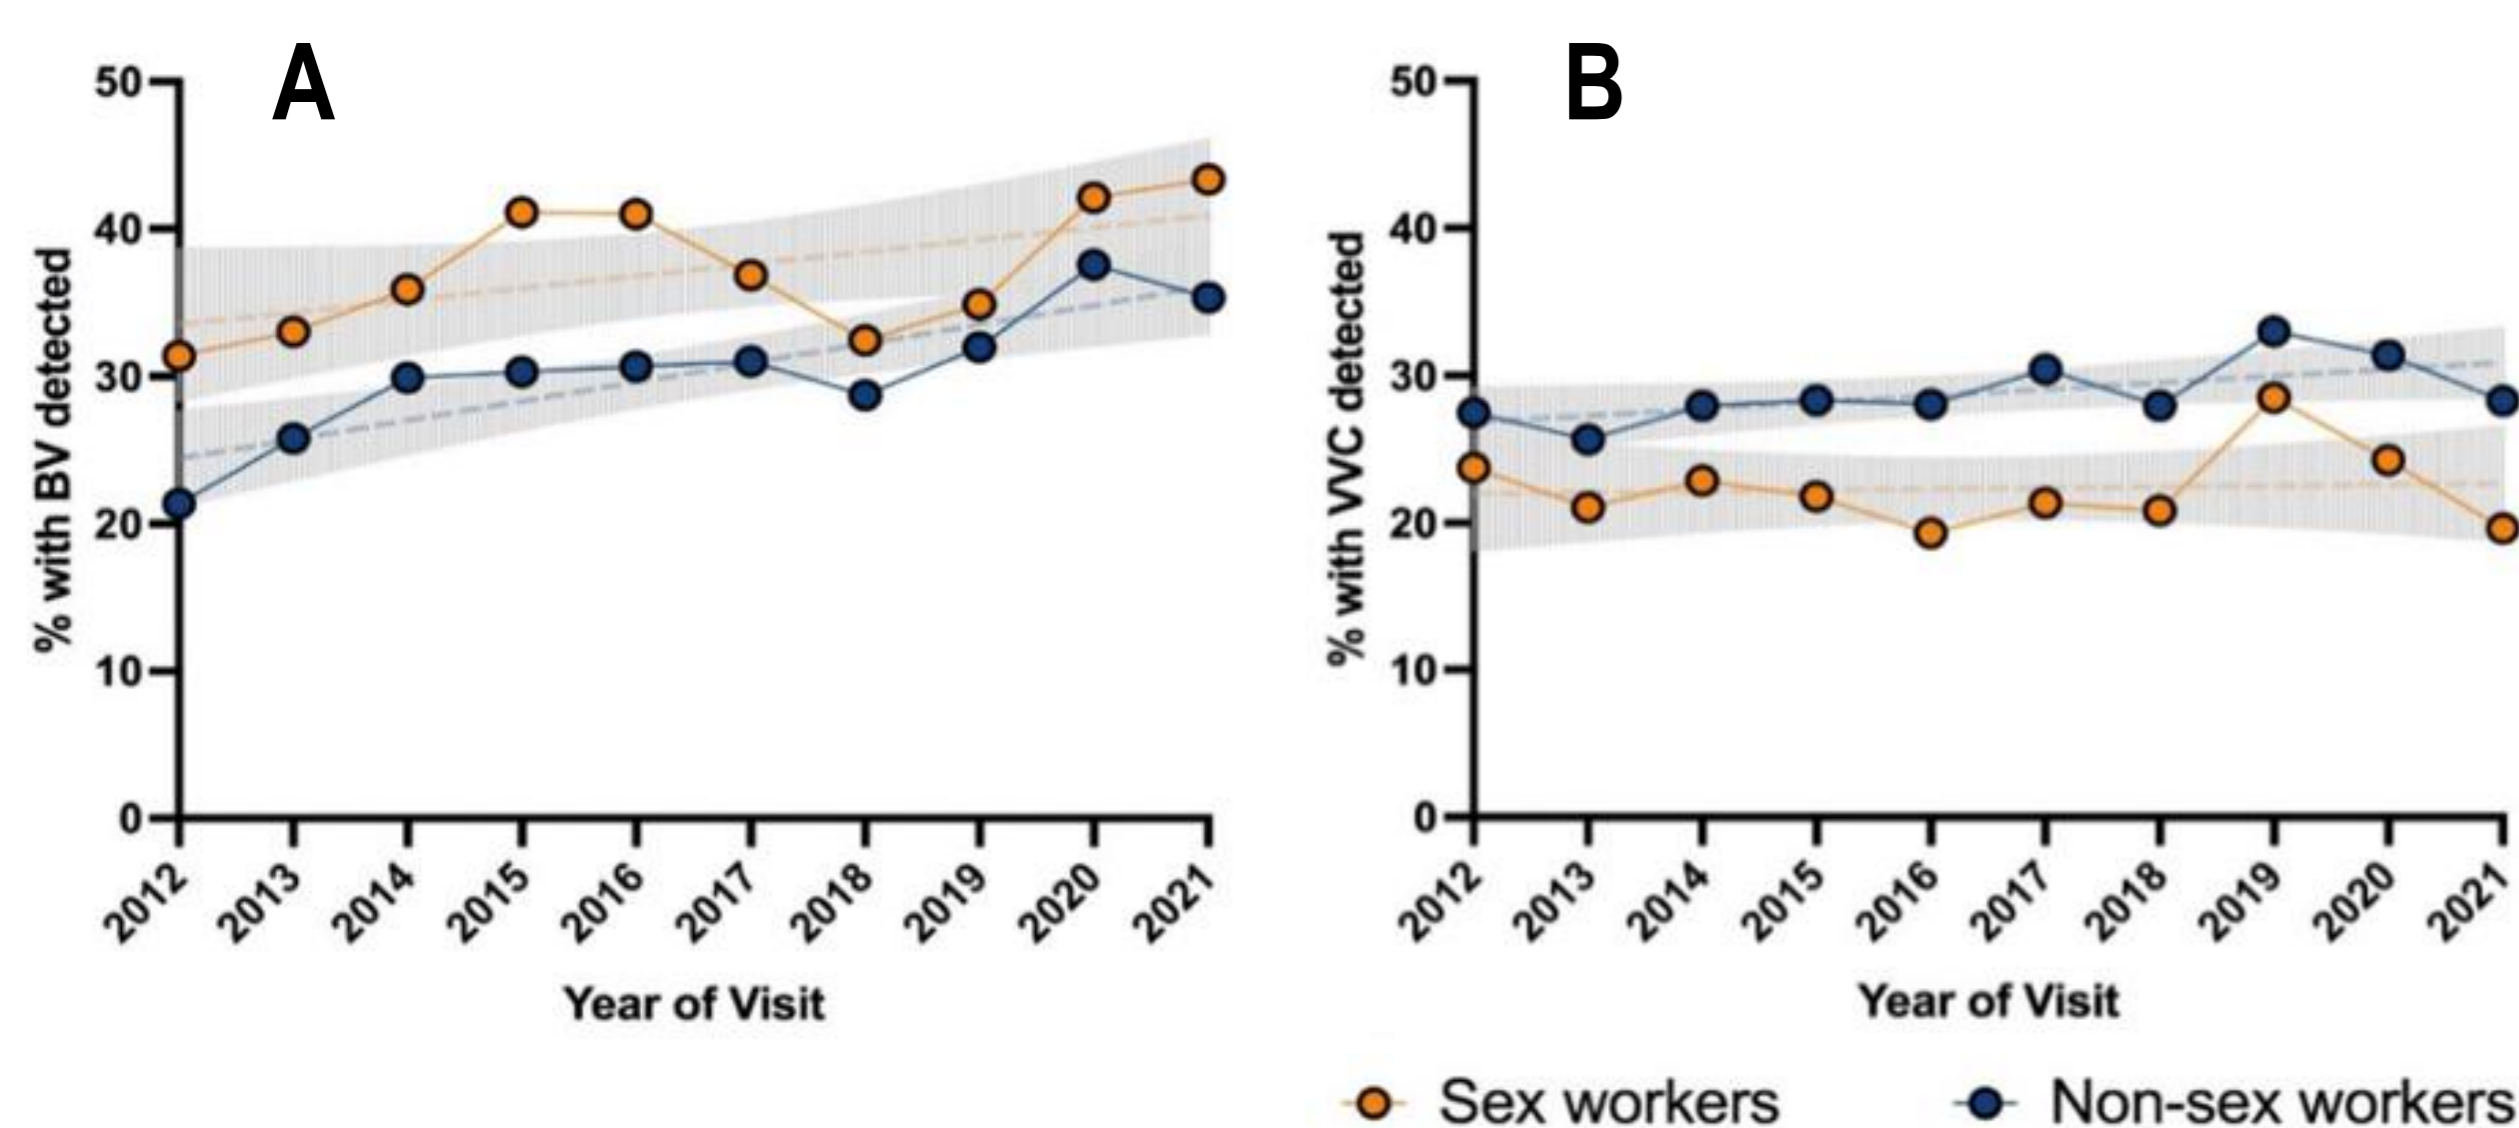 A
% with BV detected
50
40
30
20
10
0
2012 2013 2014 2015 2016 2017 2018 2019 2020 2021
Year of Visit
B
% with VVC detected
50
40
30
20
10
0
2012 2013 2014 2015 2016 2017 2018 2019 2020 2021
Year of Visit
Sex workers Non-sex workers